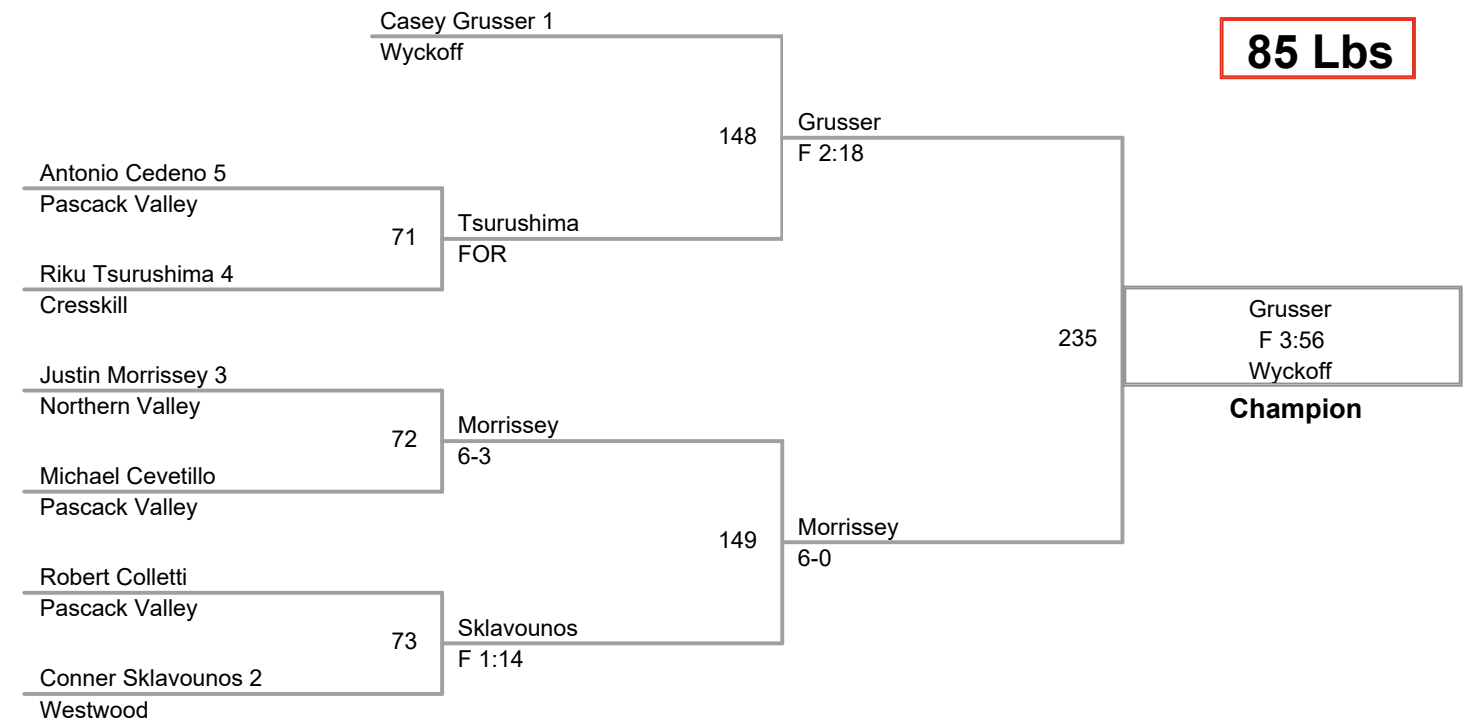 Casey Grusser 1
Wyckoff
85 Lbs
148
Grusser
F 2:18
Antonio Cedeno 5
Pascack Valley
71
Tsurushima
FOR
Riku Tsurushima 4
Cresskill
235
Grusser
F 3:56
Wyckoff
Champion
Justin Morrissey 3
Northern Valley
72
Morrissey
6-3
Michael Cevetillo
Pascack Valley
149
Morrissey
6-0
Robert Colletti
Pascack Valley
73
Sklavounos
F 1:14
Conner Sklavounos 2
Westwood